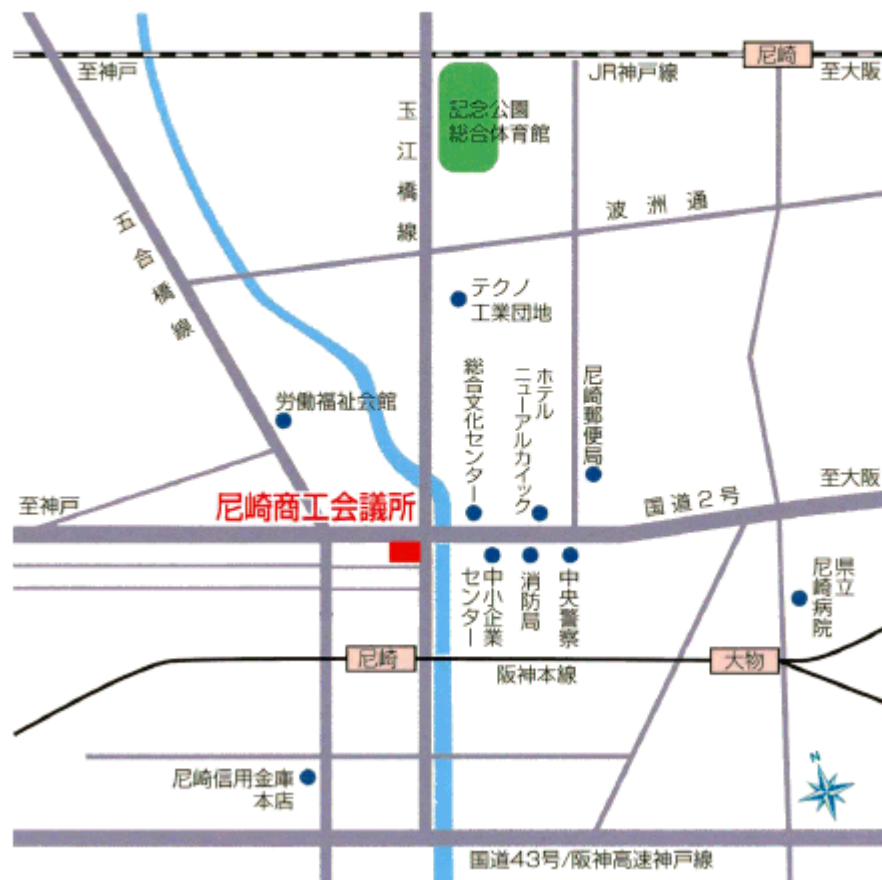 尼崎
至神戸
JR神戸線
至大阪
玉江橋線
記念公園
総合体育館
波洲通
五合橋線
テクノ
工業団地
労働福祉会館
総合文化センター
ホテル
ニューアルカイック
尼崎郵便局
至大阪
至神戸
尼崎商工会議所
国道2号
中小企業
センター
消防局
中央警察
県立
尼崎病院
尼崎
大物
阪神本線
N
尼崎信用金庫
本店
国道43号/阪神高速神戸線